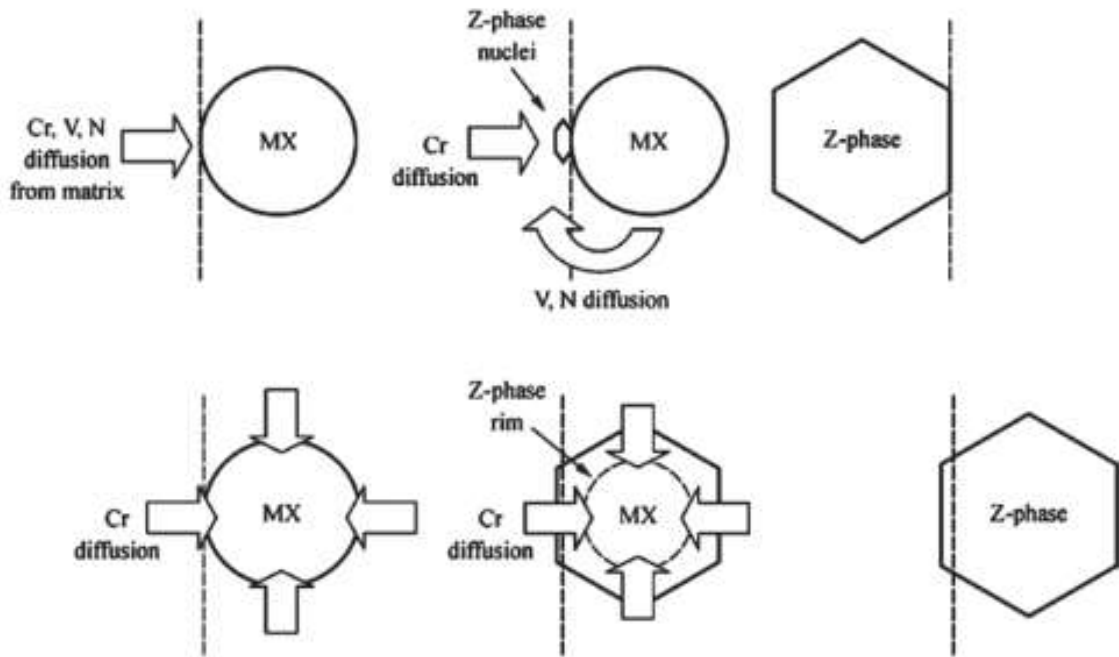 Cr, V, N
diffusion
from matrix
MX
Z-phase
nuclei
Cr
diffusion
MX
V, N diffusion
Z-phase
Cr
diffusion
MX
Z-phase
rim
Cr
diffusion
MX
Z-phase